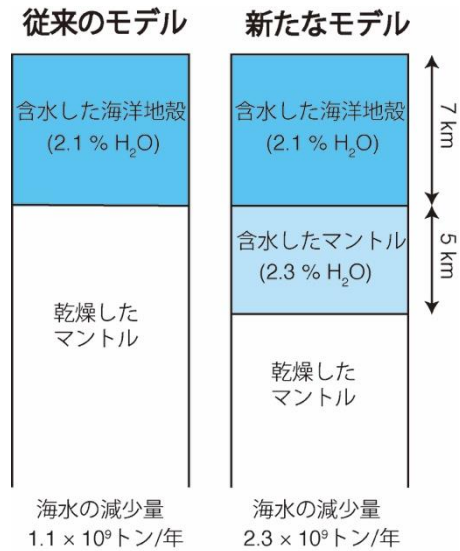 従来のモデル
含水した海洋地殻
(2.1 % H₂O)
乾燥した
マントル
海水の減少量
1.1 × 10⁹トン/年
新たなモデル
含水した海洋地殻
(2.1 % H₂O)
7 km
含水したマントル
(2.3 % H₂O)
5 km
乾燥した
マントル
海水の減少量
2.3 × 10⁹トン/年